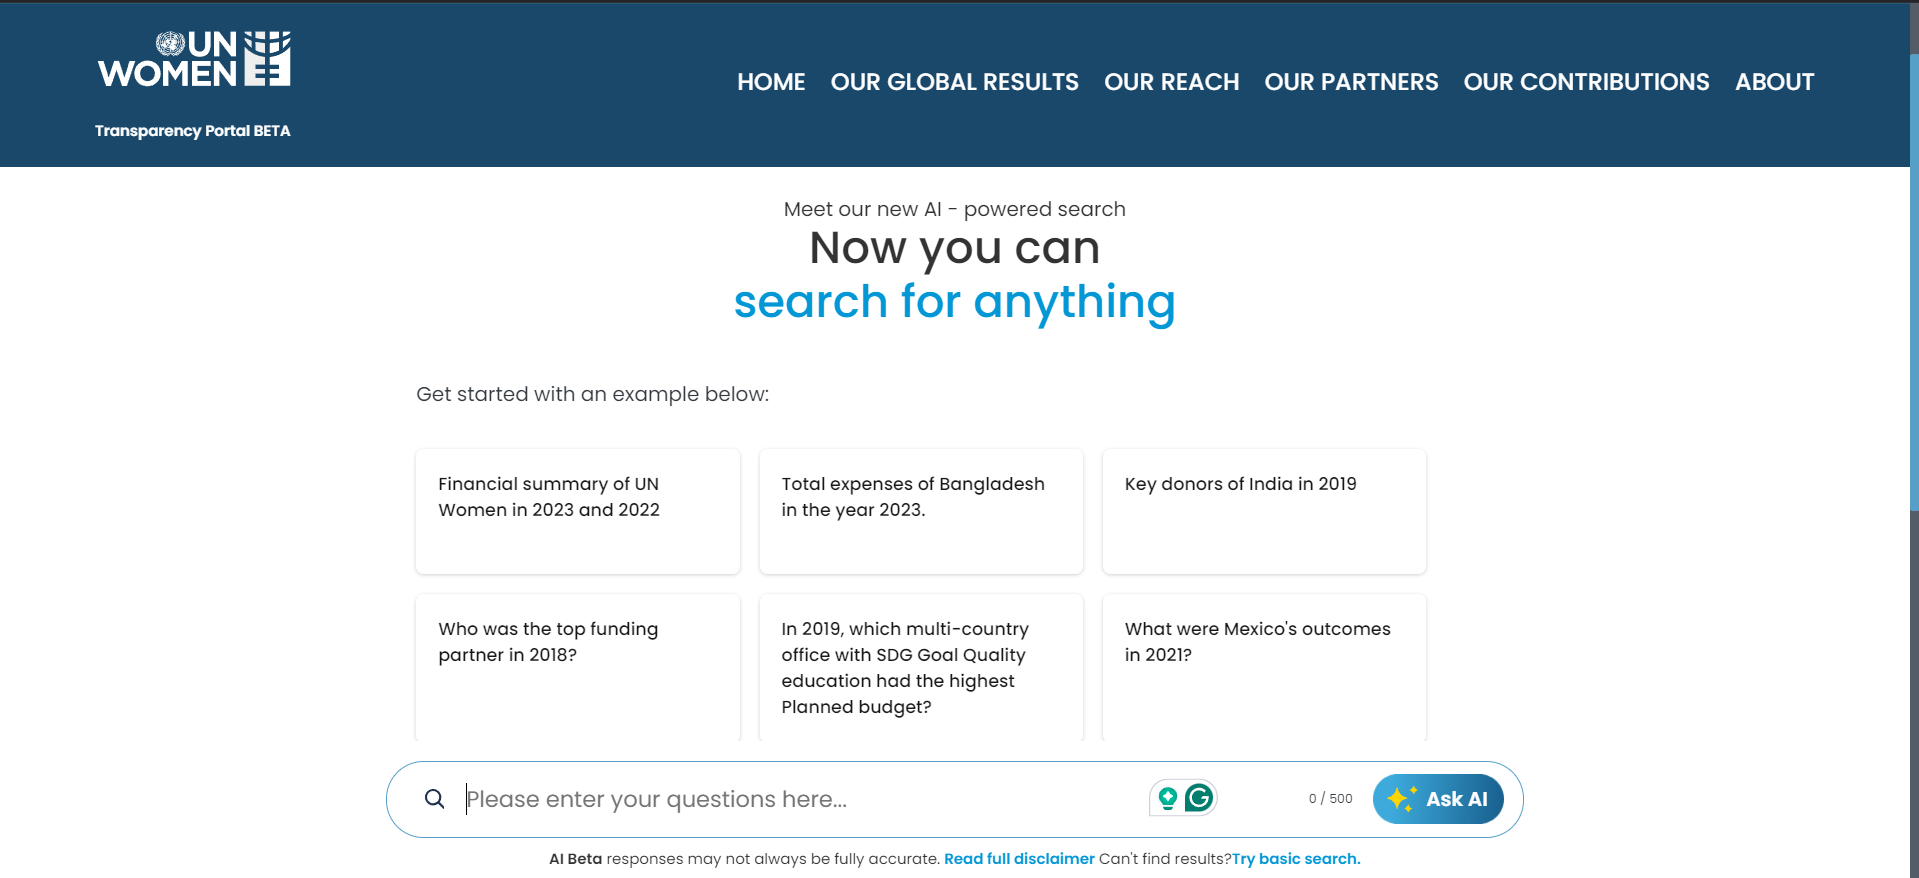 UN
WOMEN
Transparency Portal BETA
HOME OUR GLOBAL RESULTS OUR REACH OUR PARTNERS OUR CONTRIBUTIONS ABOUT
Meet our new AI - powered search
Now you can
search for anything
Get started with an example below:
Financial summary of UN
Women in 2023 and 2022
Total expenses of Bangladesh
in the year 2023.
Key donors of India in 2019
Who was the top funding
partner in 2018?
In 2019, which multi-country
office with SDG Goal Quality
education had the highest
Planned budget?
What were Mexico's outcomes
in 2021?
Please enter your questions here...
0 / 500
Ask AI
AI Beta responses may not always be fully accurate. Read full disclaimer Can't find results?Try basic search.